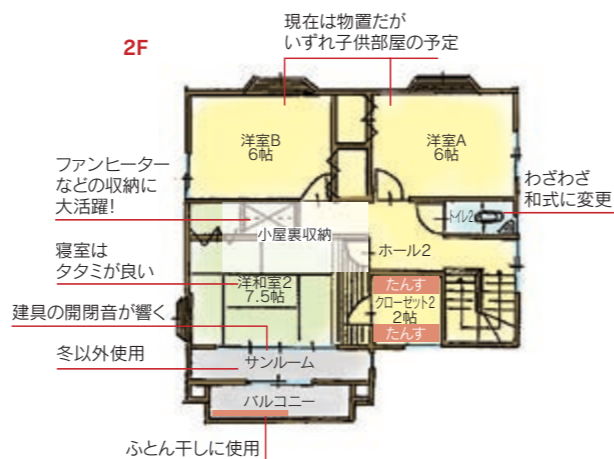 現在は物置だが
いずれ子供部屋の予定
2F
洋室B
6帖
洋室A
6帖
ファンヒーター
などの収納に
大活躍!
わざわざ
和式に変更
トイレ2
小屋裏収納
ホール2
寝室は
タタミが良い
洋和室2
7.5帖
たんす
クローゼット2
2帖
たんす
建具の開閉音が響く
冬以外使用
サンルーム
バルコニー
ふとん干しに使用